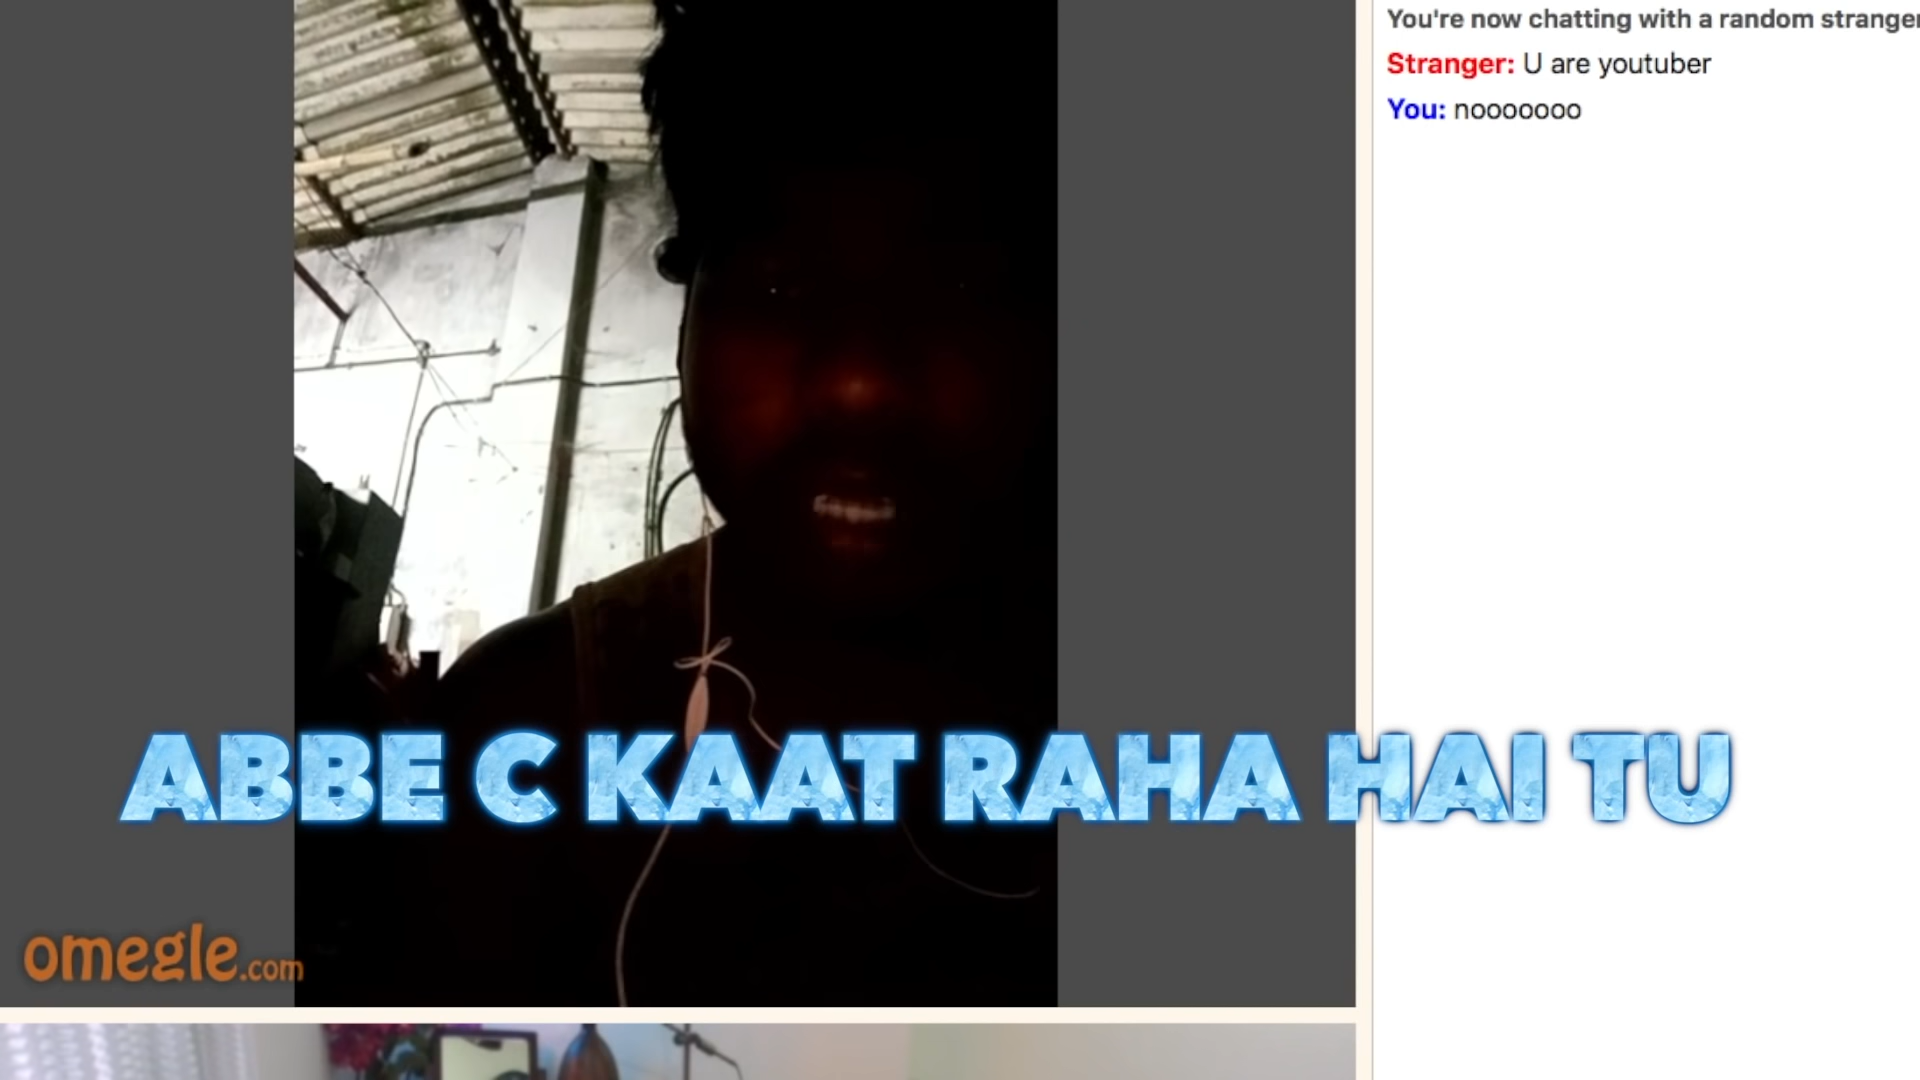 You're now chatting with a random stranger
Stranger: U are youtuber
You: nooooooo
ABBE C KAAT RAHA HAI TU
omegle.com